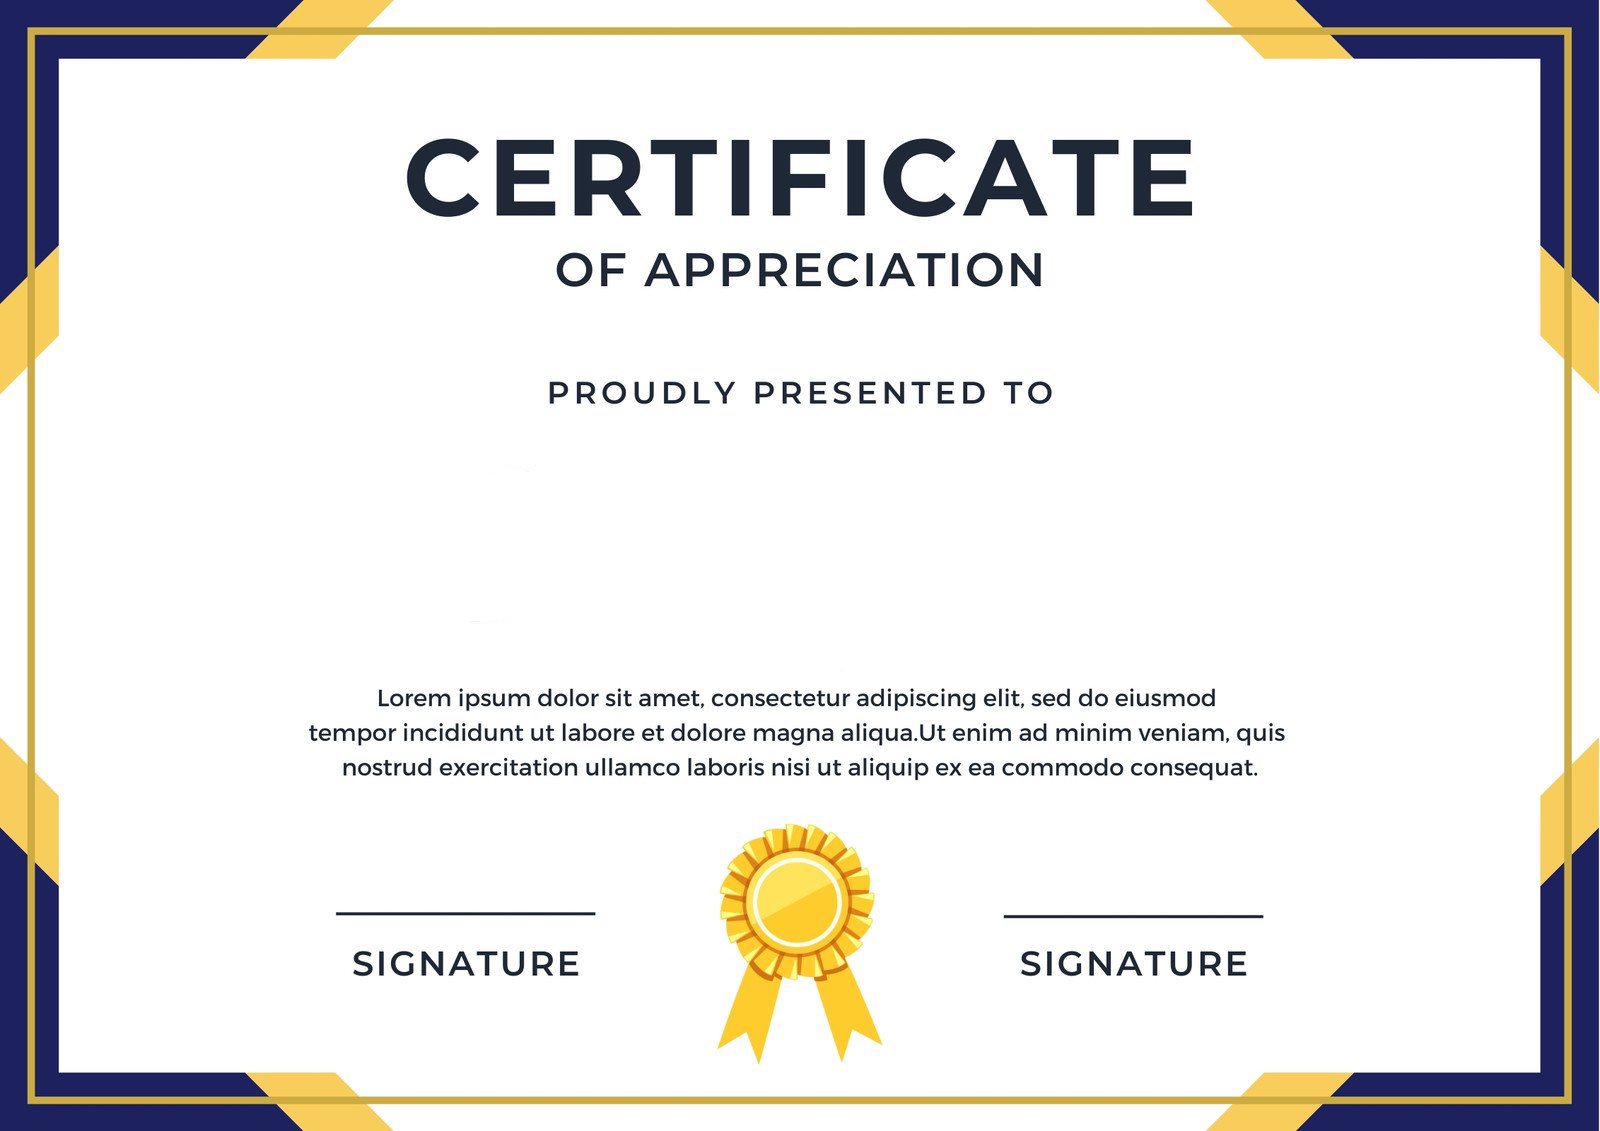 CERTIFICATE
OF APPRECIATION
PROUDLY PRESENTED TO
Lorem ipsum dolor sit amet, consectetur adipiscing elit, sed do eiusmod
tempor incididunt ut labore et dolore magna aliqua.Ut enim ad minim veniam, quis
nostrud exercitation ullamco laboris nisi ut aliquip ex ea commodo consequat.
SIGNATURE
SIGNATURE